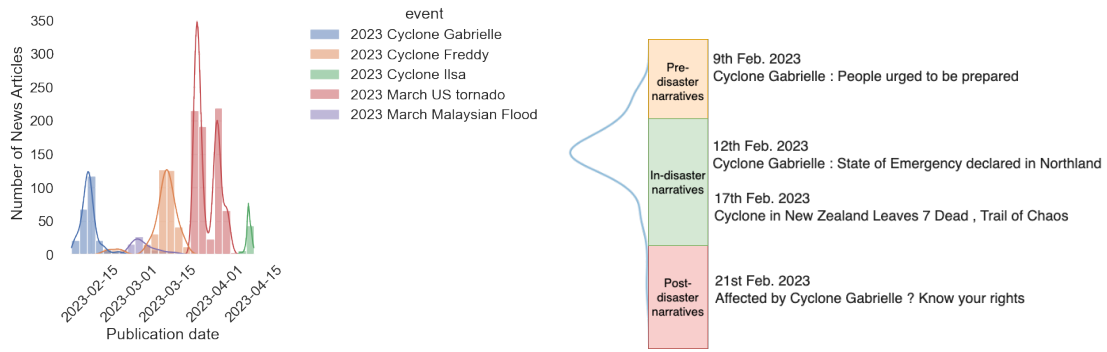 event
2023 Cyclone Gabrielle
2023 Cyclone Freddy
2023 Cyclone Ilsa
2023 March US tornado
2023 March Malaysian Flood
Number of News Articles
350
300
250
200
150
100
50
0
2023-02-15
2023-03-01
2023-03-15
2023-04-01
2023-04-15
Publication date
Pre-
disaster
narratives
9th Feb. 2023
Cyclone Gabrielle : People urged to be prepared
In-disaster
narratives
12th Feb. 2023
Cyclone Gabrielle : State of Emergency declared in Northland
17th Feb. 2023
Cyclone in New Zealand Leaves 7 Dead , Trail of Chaos
Post-
disaster
narratives
21st Feb. 2023
Affected by Cyclone Gabrielle ? Know your rights